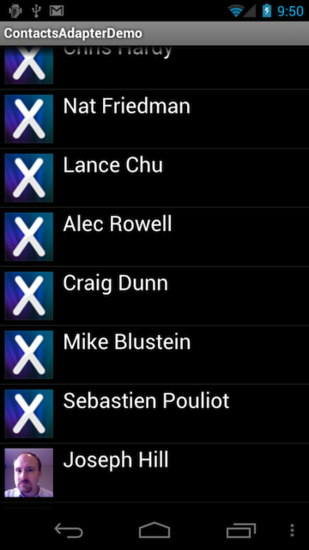 9:50
ContactsAdapterDemo
Chris Hardy
Nat Friedman
Lance Chu
Alec Rowell
Craig Dunn
Mike Blustein
Sebastien Pouliot
Joseph Hill